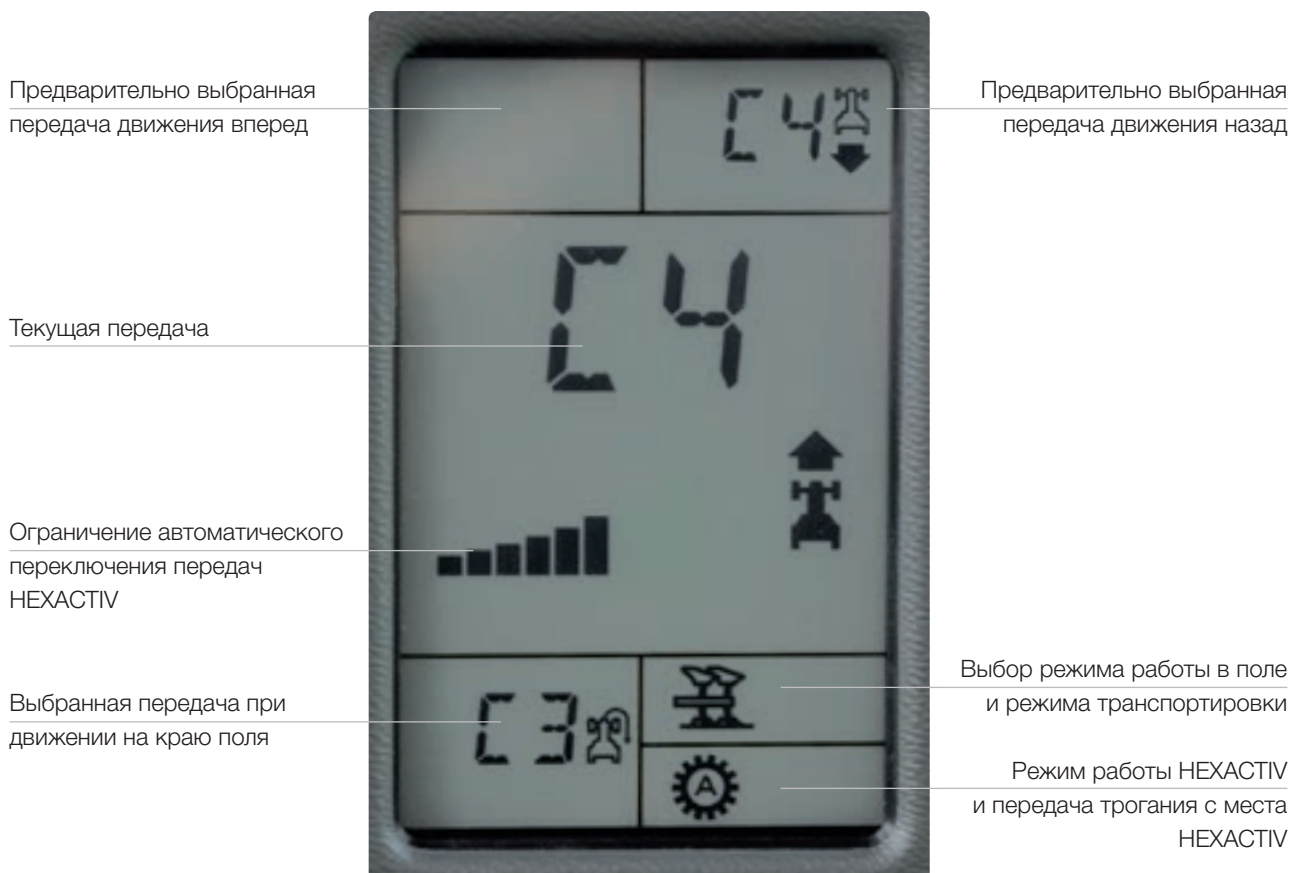 Предварительно выбранная
передача движения вперед
C4
Предварительно выбранная
передача движения назад
C4
Текущая передача
Ограничение автоматического
переключения передач
HEXACTIV
Выбранная передача при
движении на краю поля
C3
Выбор режима работы в поле
и режима транспортировки
A
Режим работы HEXACTIV
и передача трогания с места
HEXACTIV